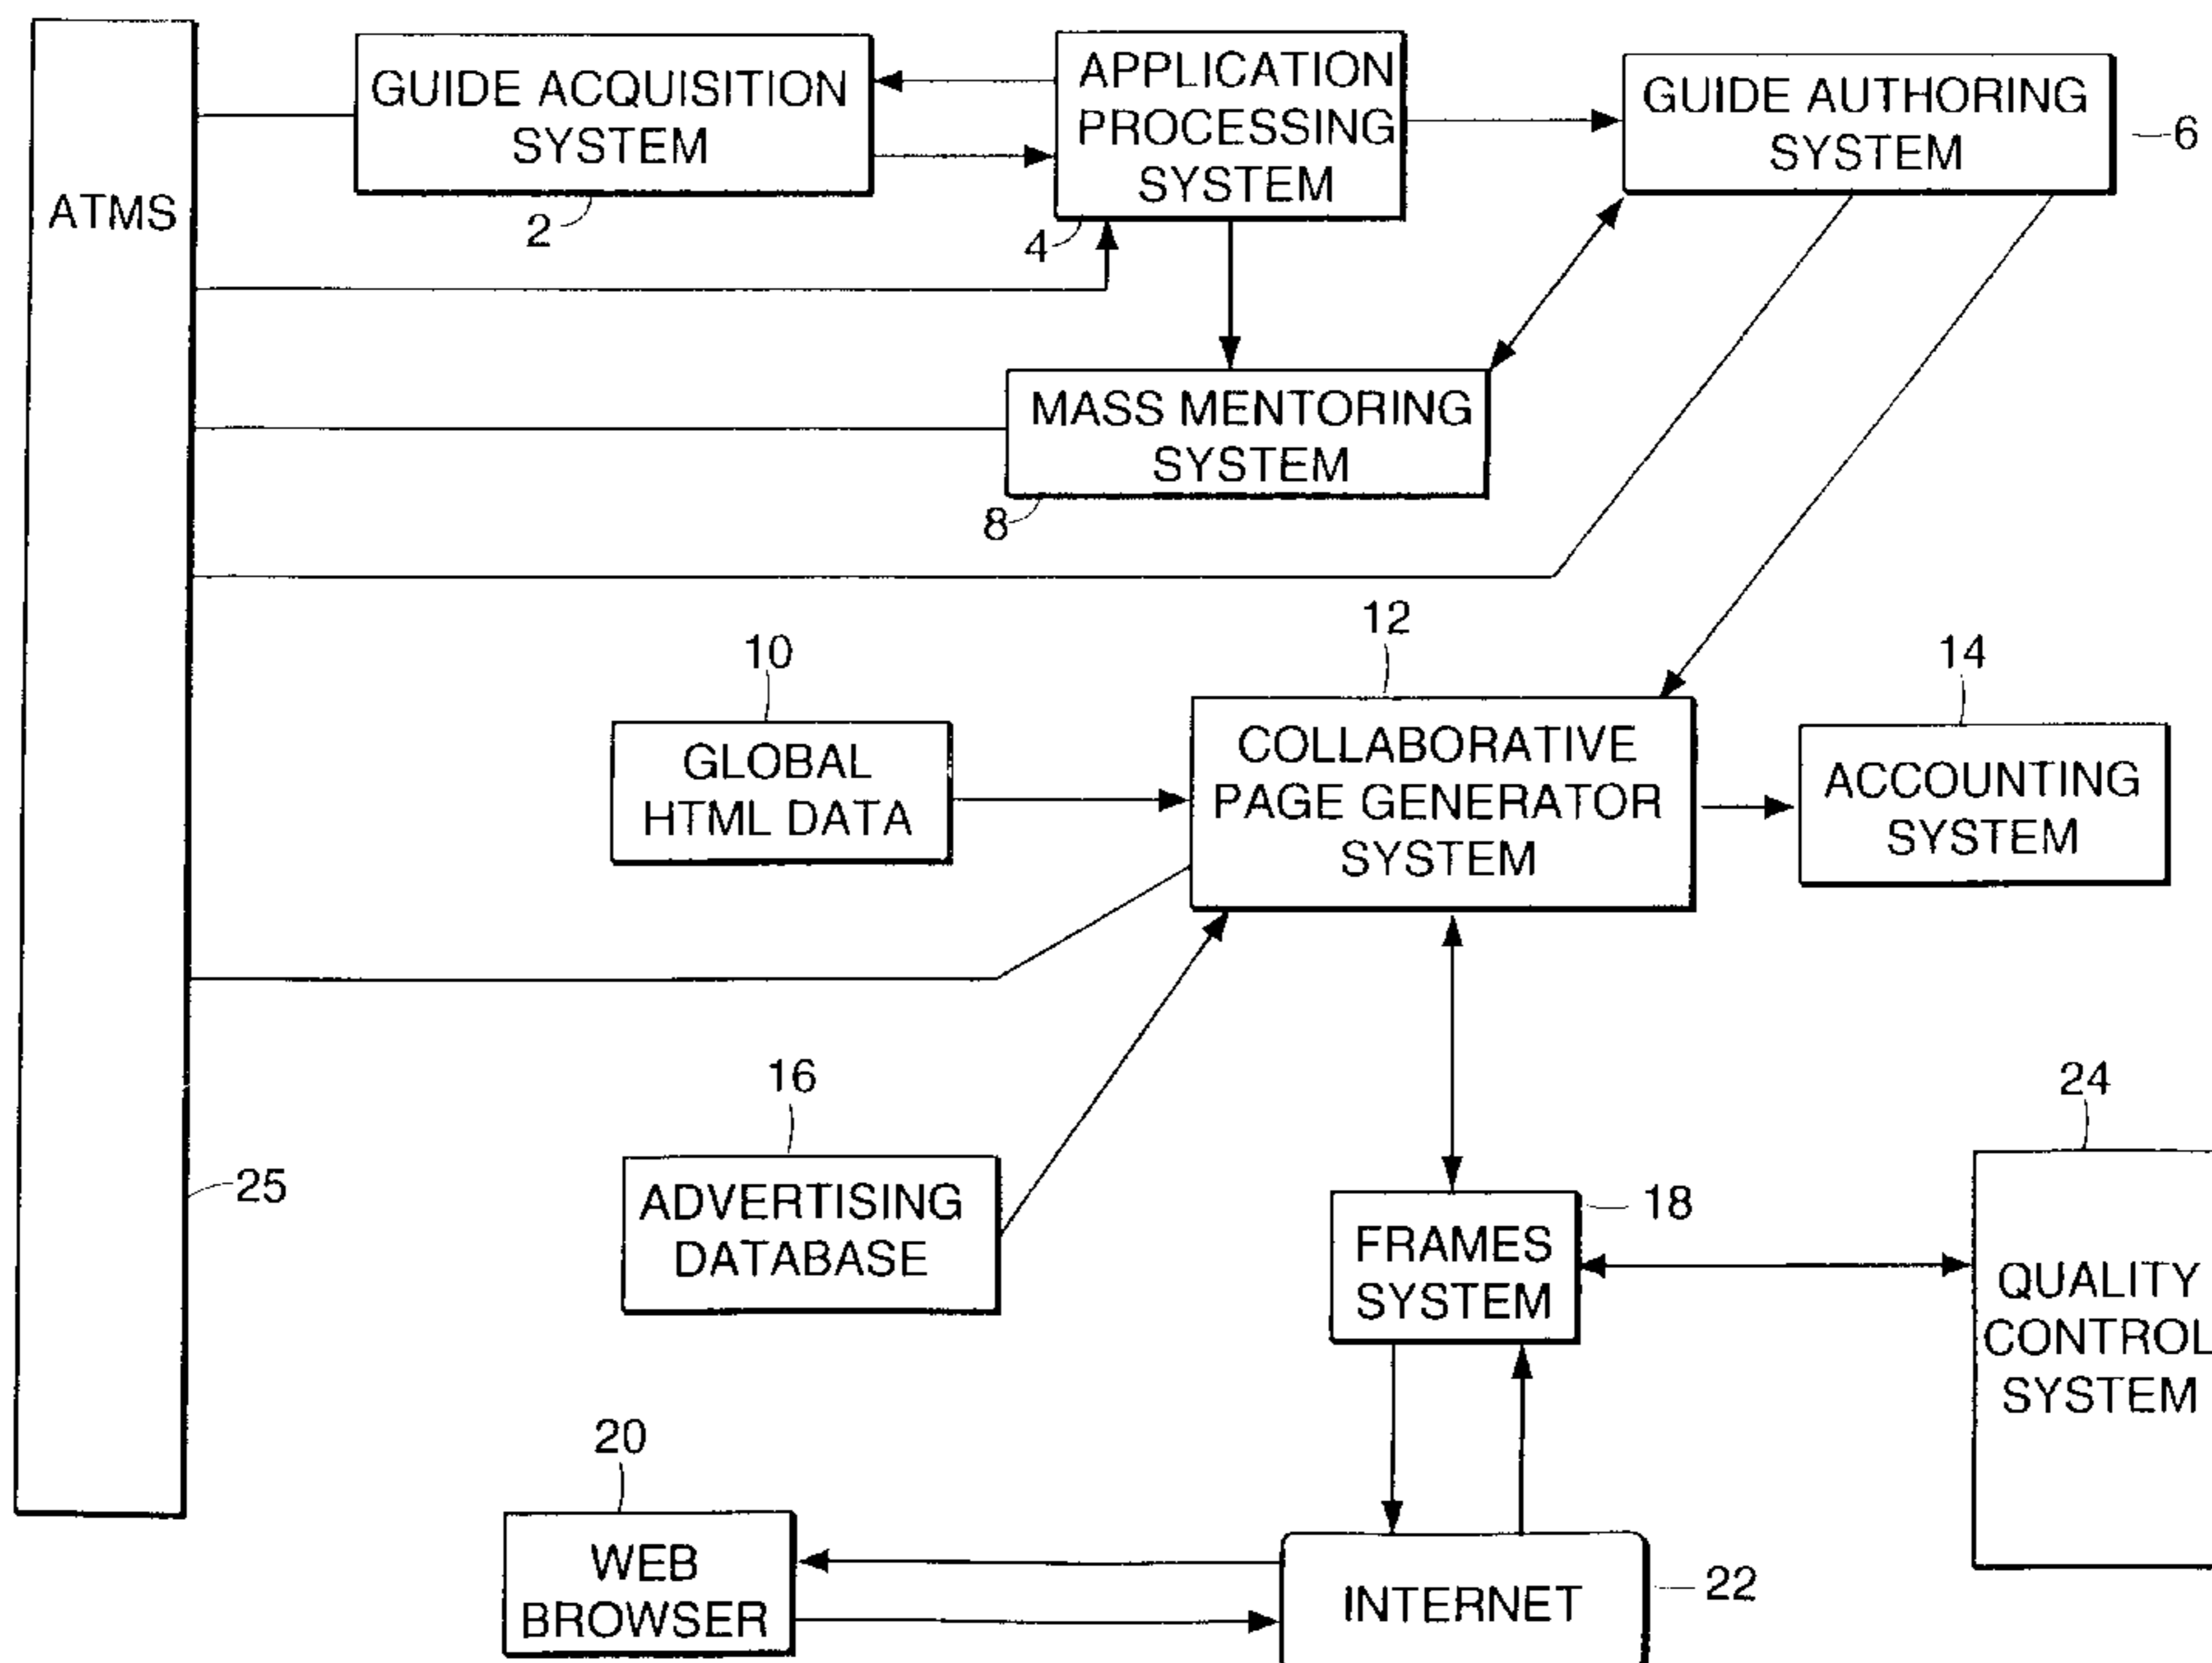 ATMS
GUIDE ACQUISITION
SYSTEM
2
APPLICATION
PROCESSING
SYSTEM
4
GUIDE AUTHORING
SYSTEM
6
MASS MENTORING
SYSTEM
8
10
GLOBAL
HTML DATA
12
COLLABORATIVE
PAGE GENERATOR
SYSTEM
14
ACCOUNTING
SYSTEM
16
ADVERTISING
DATABASE
25
18
FRAMES
SYSTEM
24
QUALITY
CONTROL
SYSTEM
20
WEB
BROWSER
INTERNET
22